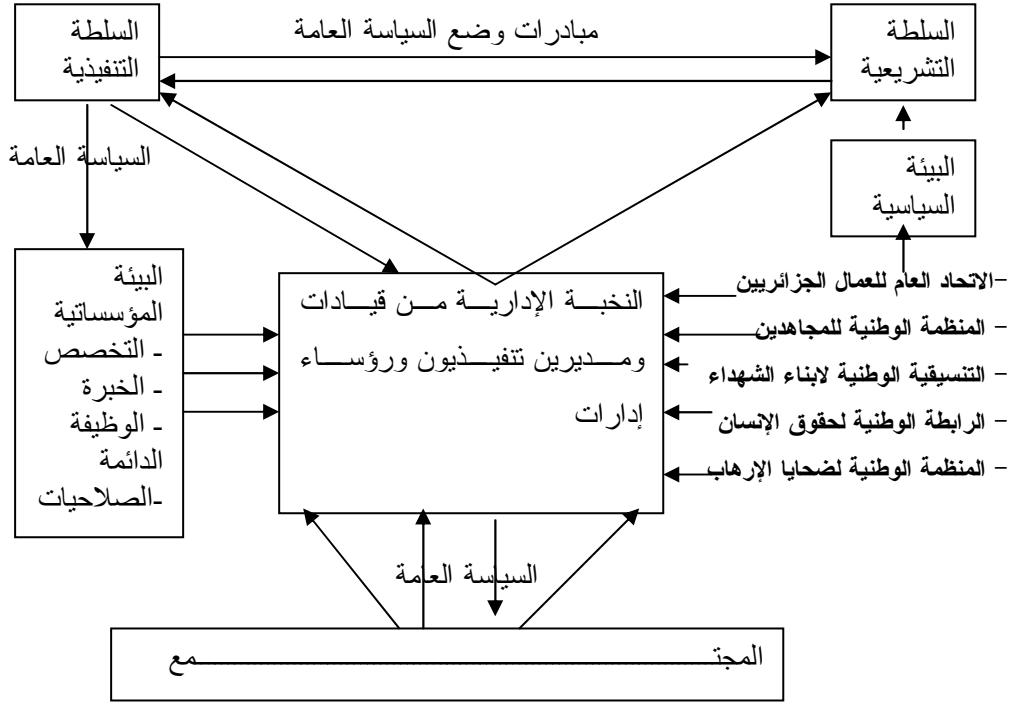 السلطة
التشريعية
مبادرات وضع السياسة العامة
السلطة
التنفيذية
السياسة العامة
البيئة
السياسية
البيئة
المؤسساتية
- التخصص
- الخبرة
- الوظيفة
الدائمة
-الصلاحيات
النخبة الإدارية من قيادات
ومديرين تنفيذيون ورؤساء
إدارات
-الاتحاد العام للعمال الجزائريين
- المنظمة الوطنية للمجاهدين
- التنسيقية الوطنية لابناء الشهداء
- الرابطة الوطنية لحقوق الإنسان
- المنظمة الوطنية لضحايا الإرهاب
السياسة العامة
المجتمع